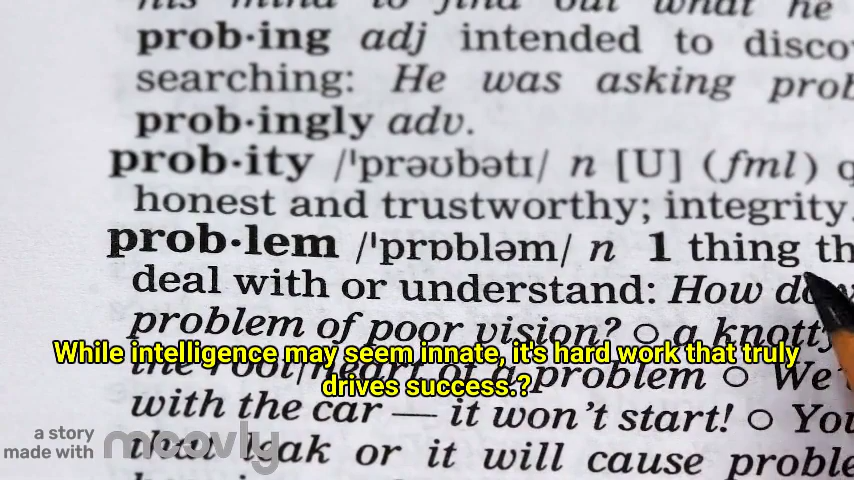 his mind to find out what he
prob·ing adj intended to disco
searching: He was asking prob
prob·ingly adv.
prob·ity /ˈprəʊbətɪ/ n [U] (fml) q
honest and trustworthy; integrity.
prob·lem /ˈprɒbləm/ n 1 thing th
deal with or understand: How do
problem of poor vision? ○ a knotty
While intelligence may seem innate, it's hard work that truly
drives success.?
the root/heart of a problem ○ We'
with the car — it won't start! ○ You
that leak or it will cause proble
a story
made with moovly